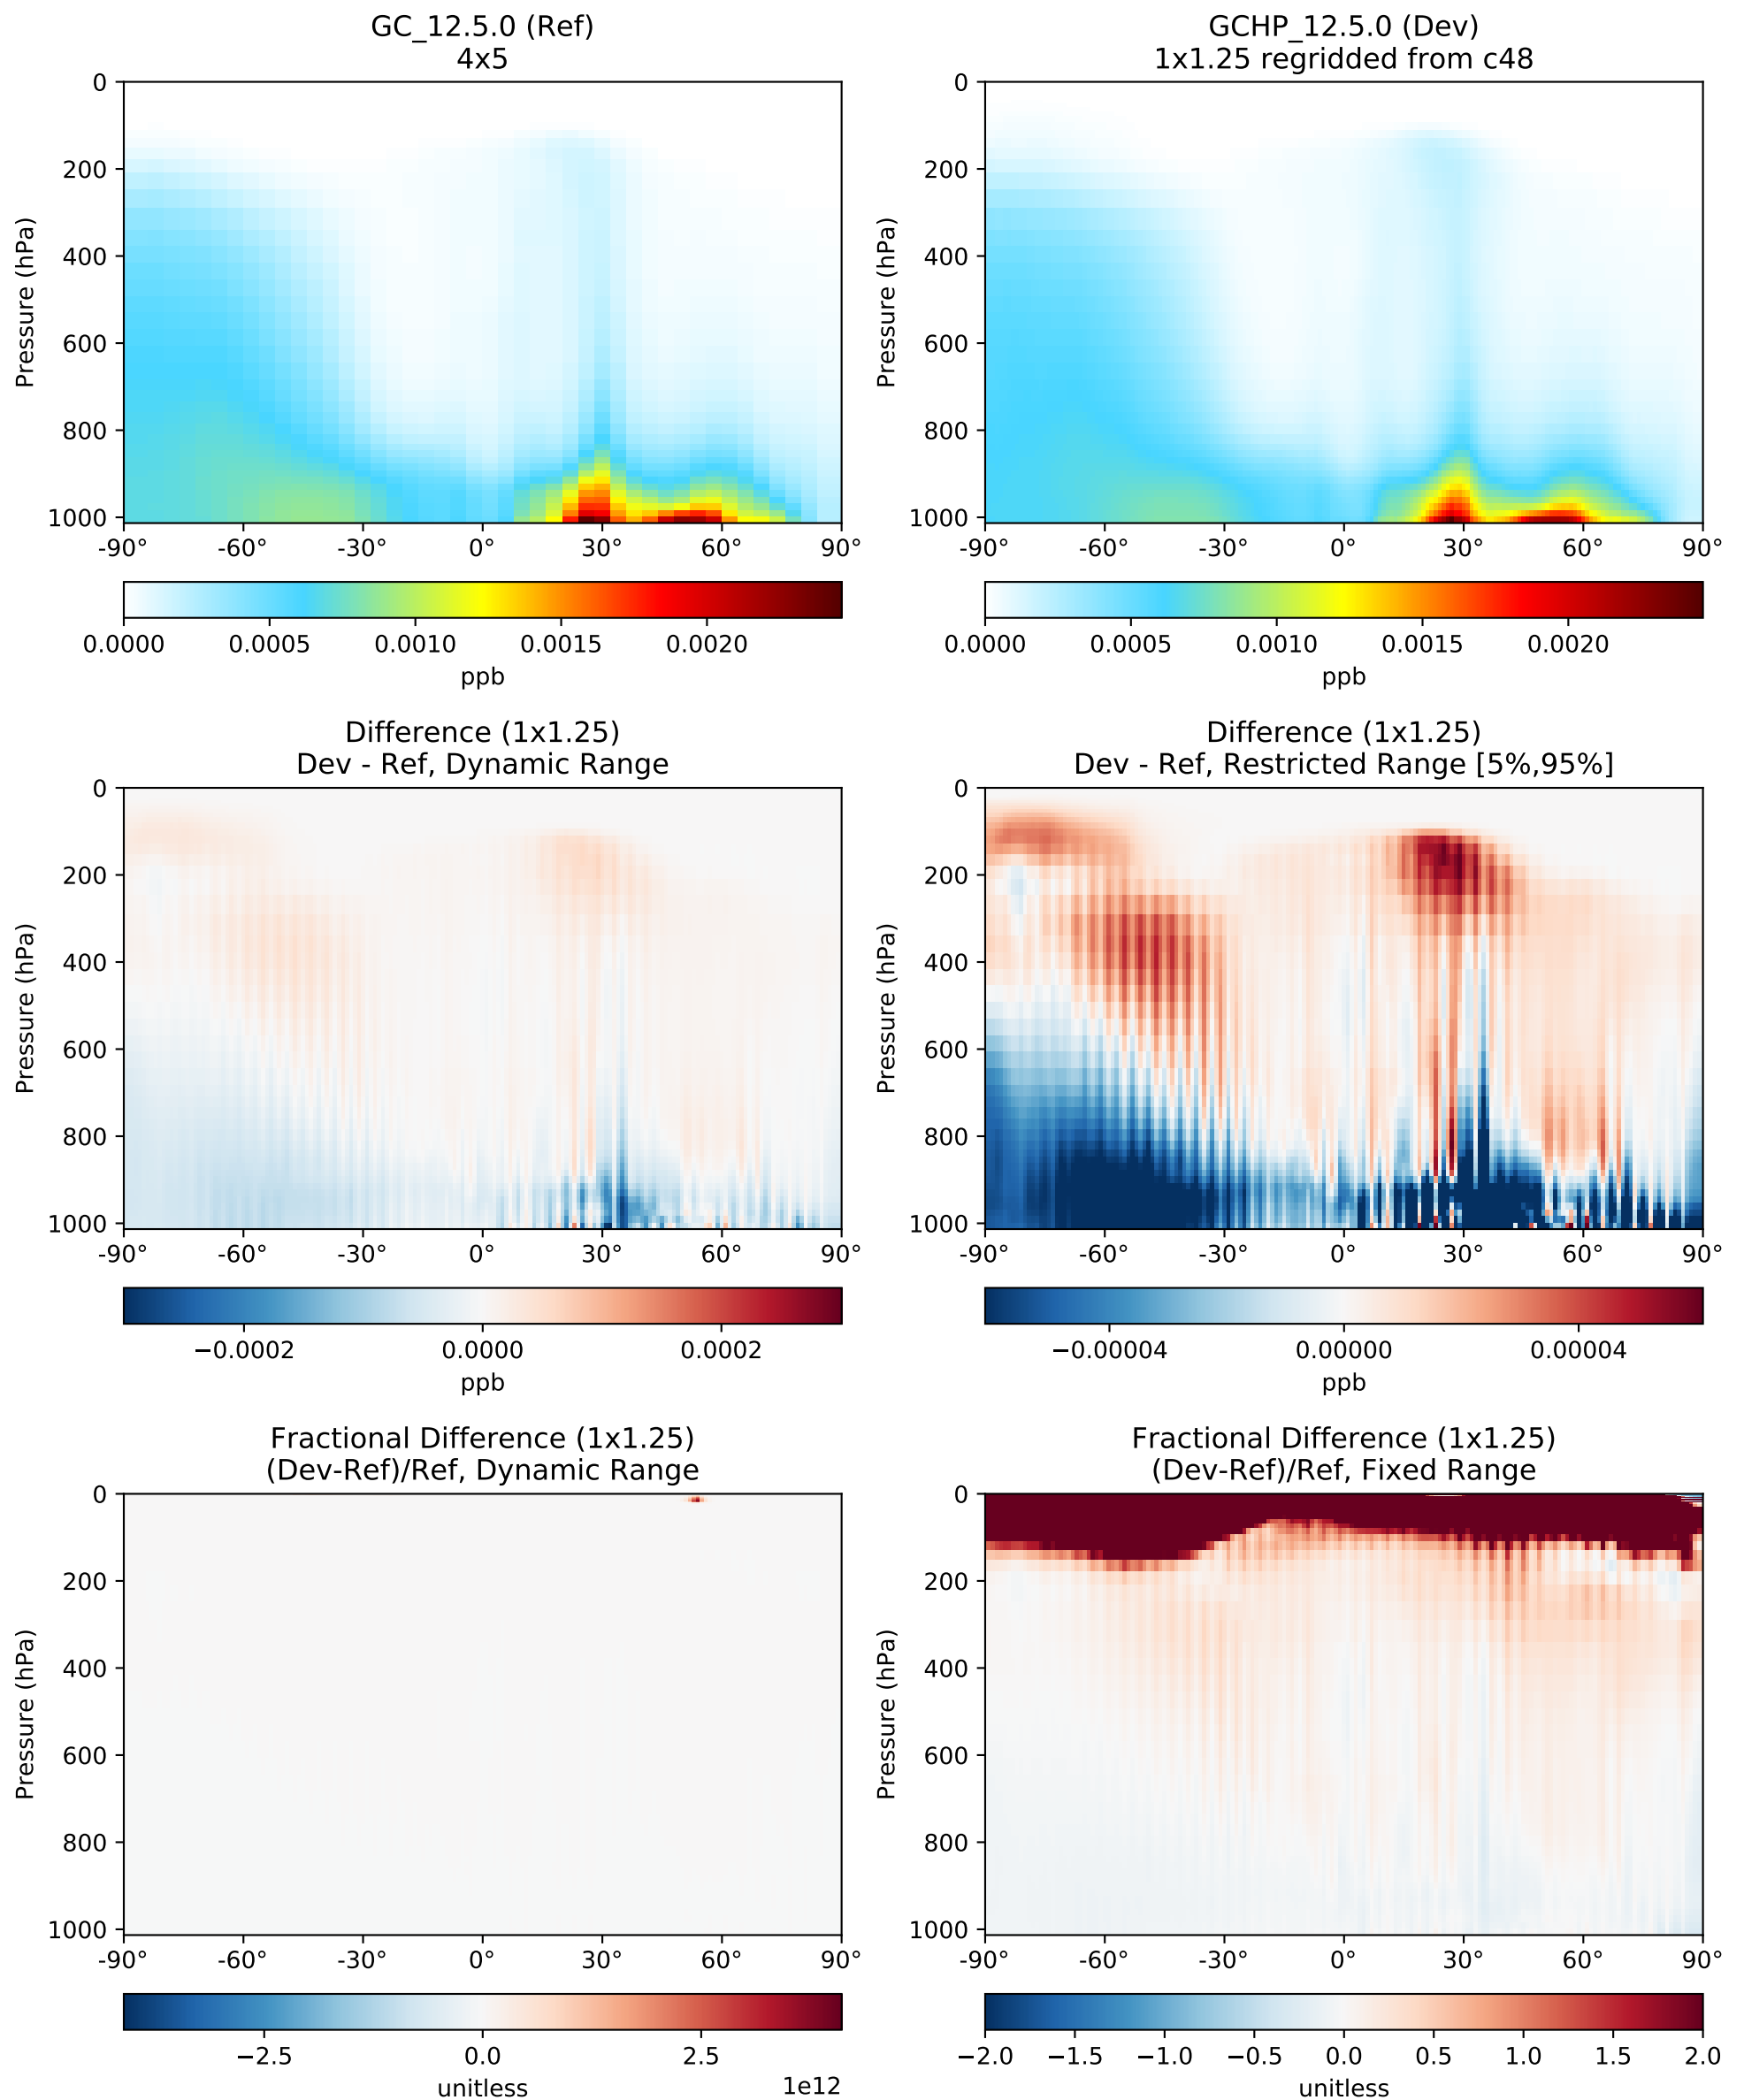 GC_12.5.0 (Ref)
4x5
0
200
400
600
800
1000
Pressure (hPa)
-90° -60° -30° 0° 30° 60° 90°
0.0000 0.0005 0.0010 0.0015 0.0020
ppb
GCHP_12.5.0 (Dev)
1x1.25 regridded from c48
0
200
400
600
800
1000
Pressure (hPa)
-90° -60° -30° 0° 30° 60° 90°
0.0000 0.0005 0.0010 0.0015 0.0020
ppb
Difference (1x1.25)
Dev - Ref, Dynamic Range
0
200
400
600
800
1000
Pressure (hPa)
-90° -60° -30° 0° 30° 60° 90°
−0.0002 0.0000 0.0002
ppb
Difference (1x1.25)
Dev - Ref, Restricted Range [5%,95%]
0
200
400
600
800
1000
Pressure (hPa)
-90° -60° -30° 0° 30° 60° 90°
−0.00004 0.00000 0.00004
ppb
Fractional Difference (1x1.25)
(Dev-Ref)/Ref, Dynamic Range
0
200
400
600
800
1000
Pressure (hPa)
-90° -60° -30° 0° 30° 60° 90°
−2.5 0.0 2.5
unitless 1e12
Fractional Difference (1x1.25)
(Dev-Ref)/Ref, Fixed Range
0
200
400
600
800
1000
Pressure (hPa)
-90° -60° -30° 0° 30° 60° 90°
−2.0 −1.5 −1.0 −0.5 0.0 0.5 1.0 1.5 2.0
unitless